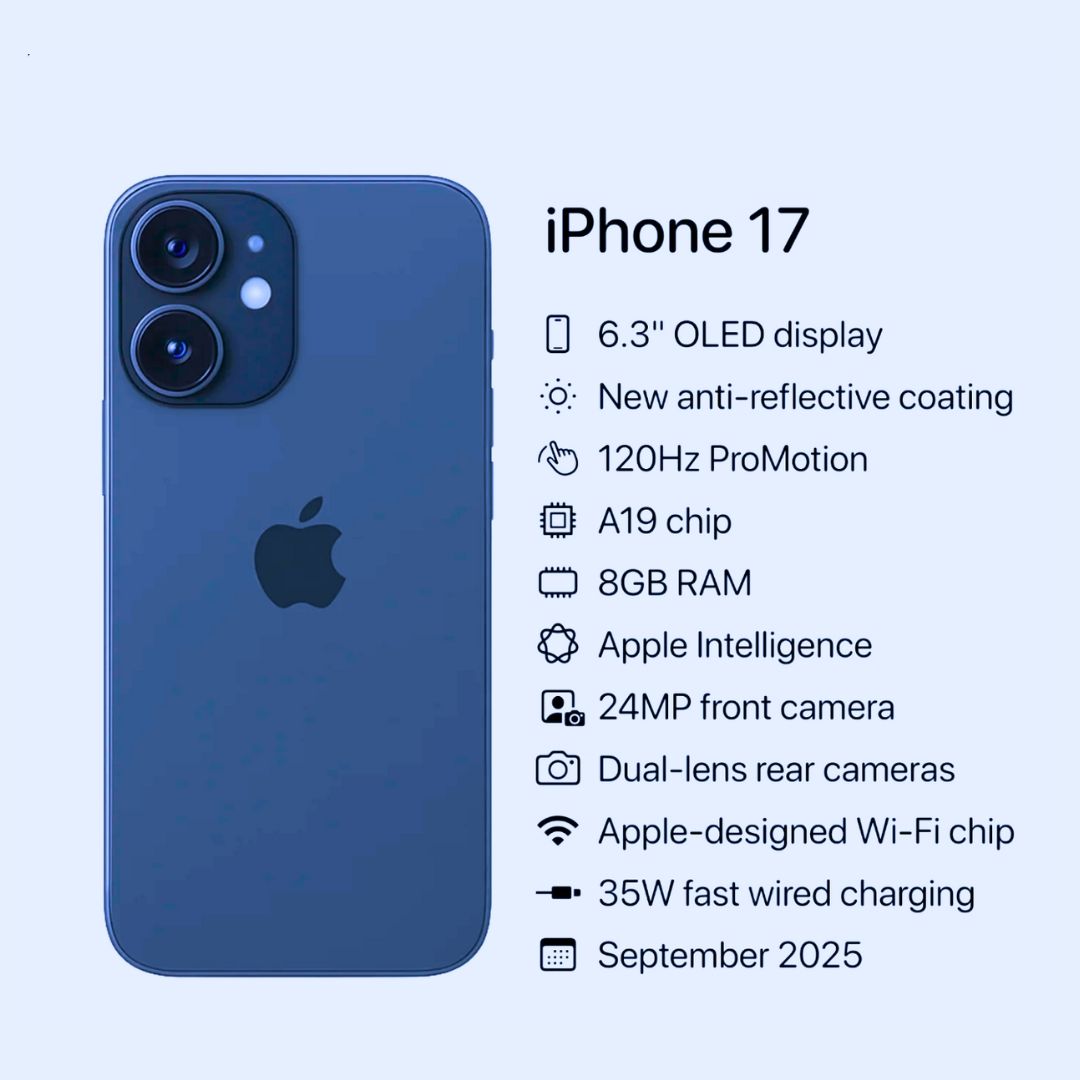 iPhone 17
6.3" OLED display
New anti-reflective coating
120Hz ProMotion
A19 chip
8GB RAM
Apple Intelligence
24MP front camera
Dual-lens rear cameras
Apple-designed Wi-Fi chip
35W fast wired charging
September 2025